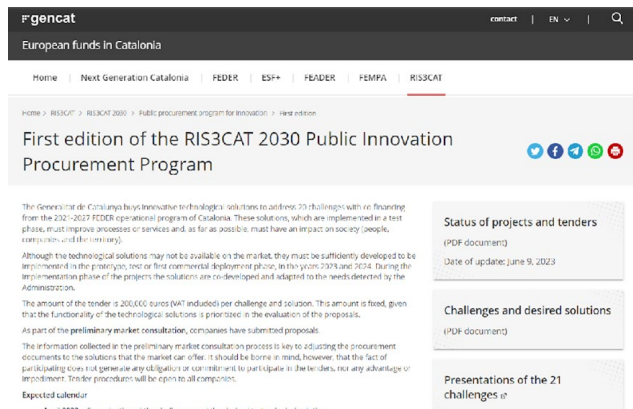 gencat
contact | EN |
European funds in Catalonia
Home | Next Generation Catalonia | FEDER | ESF+ | FEADER | FEMPA | RIS3CAT
Home > RIS3CAT > RIS3CAT 2030 > Public procurement program for innovation > First edition
First edition of the RIS3CAT 2030 Public Innovation
Procurement Program
The Generalitat de Catalunya buys innovative technological solutions to address 20 challenges with co-financing
from the 2021-2027 FEDER operational program of Catalonia. These solutions, which are implemented in a test
phase, must improve processes or services and, as far as possible, must have an impact on society (people,
companies and the territory).
Although the technological solutions may not be available on the market, they must be sufficiently developed to be
implemented in the prototype, test or first commercial deployment phase, in the years 2023 and 2024. During the
implementation phase of the projects the solutions are co-developed and adapted to the needs detected by the
Administration.
The amount of the tender is 200,000 euros (VAT included) per challenge and solution. This amount is fixed, given
that the functionality of the technological solutions is prioritized in the evaluation of the proposals.
As part of the preliminary market consultation, companies have submitted proposals.
The information collected in the preliminary market consultation process is key to adjusting the procurement
documents to the solutions that the market can offer. It should be borne in mind, however, that the fact of
participating does not generate any obligation or commitment to participate in the tenders, nor any advantage or
impediment. Tender procedures will be open to all companies.
Expected calendar
Status of projects and tenders
(PDF document)
Date of update: June 9, 2023
Challenges and desired solutions
(PDF document)
Presentations of the 21
challenges